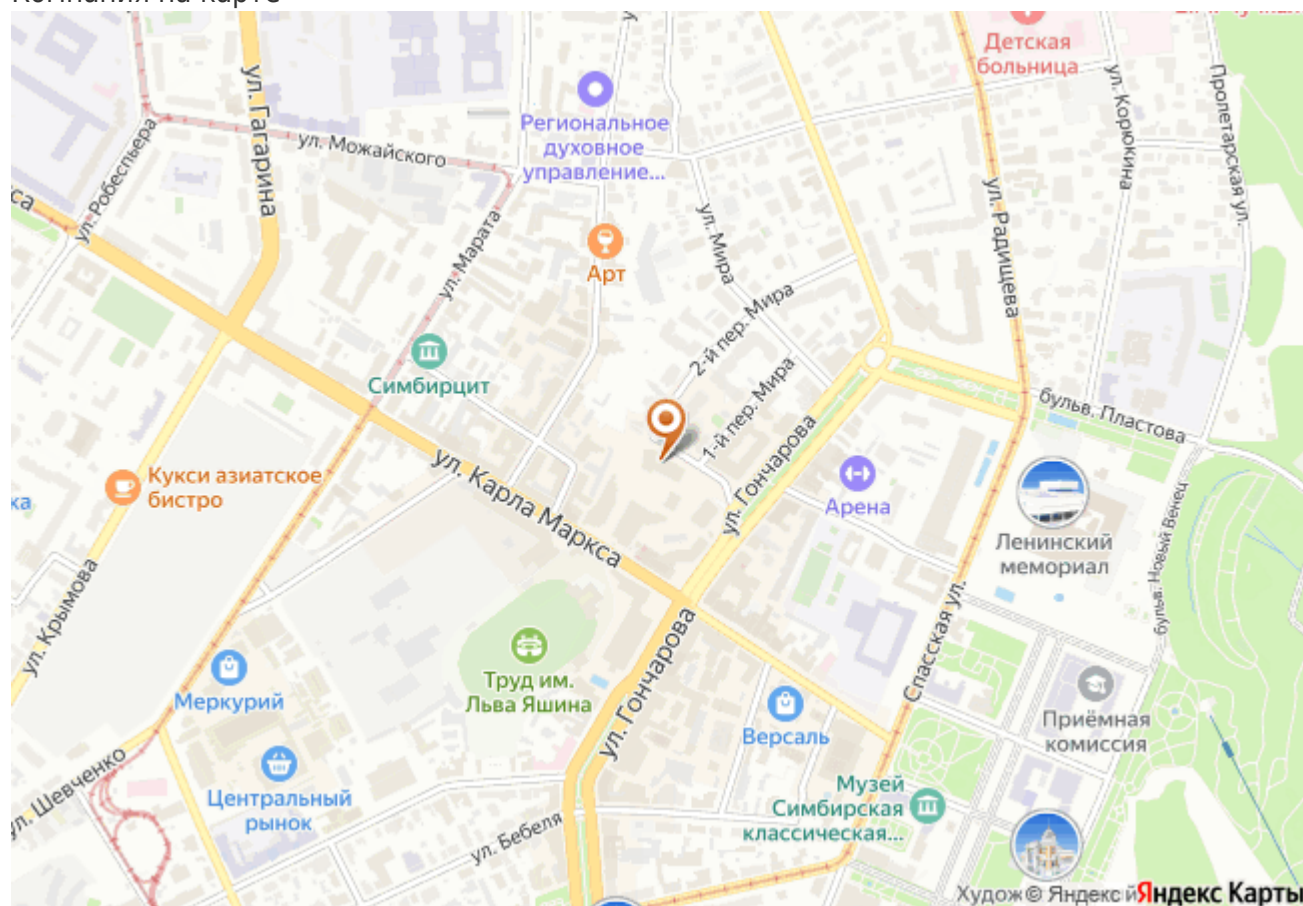 Детская
больница
ул. Корюкина
Пролетарская ул.
ул. Гагарина
ул. Робеспьера
ул. Можайского
Региональное
духовное
управление...
ул. Марата
Арт
ул. Мира
ул. Радищева
2-й пер. Мира
1-й пер. Мира
Симбирцит
бульв. Пластова
ул. Карла Маркса
ул. Гончарова
Арена
Кукси азиатское
бистро
Ленинский
мемориал
бульв. Новый Венец
ул. Крымова
Труд им.
Льва Яшина
ул. Гончарова
Спасская ул.
Меркурий
Версаль
Приёмная
комиссия
ул. Шевченко
Центральный
рынок
Музей
Симбирская
классическая...
ул. Бебеля
Худож
© Яндекс
Яндекс Карты